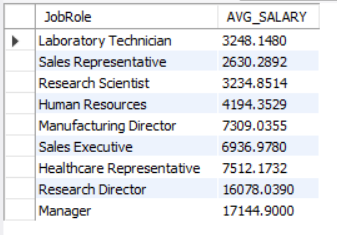 JobRole AVG_SALARY
Laboratory Technician 3248.1480
Sales Representative 2630.2892
Research Scientist 3234.8514
Human Resources 4194.3529
Manufacturing Director 7309.0355
Sales Executive 6936.9780
Healthcare Representative 7512.1732
Research Director 16078.0390
Manager 17144.9000